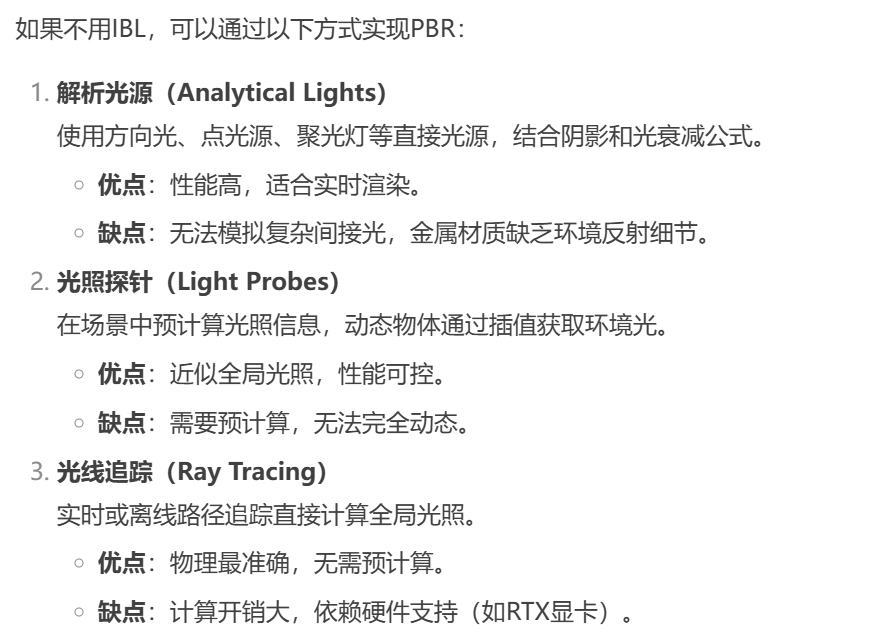 如果不用IBL，可以通过以下方式实现PBR：
1. 解析光源（Analytical Lights）
使用方向光、点光源、聚光灯等直接光源，结合阴影和光衰减公式。
○ 优点：性能高，适合实时渲染。
○ 缺点：无法模拟复杂间接光，金属材质缺乏环境反射细节。
2. 光照探针（Light Probes）
在场景中预计算光照信息，动态物体通过插值获取环境光。
○ 优点：近似全局光照，性能可控。
○ 缺点：需要预计算，无法完全动态。
3. 光线追踪（Ray Tracing）
实时或离线路径追踪直接计算全局光照。
○ 优点：物理最准确，无需预计算。
○ 缺点：计算开销大，依赖硬件支持（如RTX显卡）。